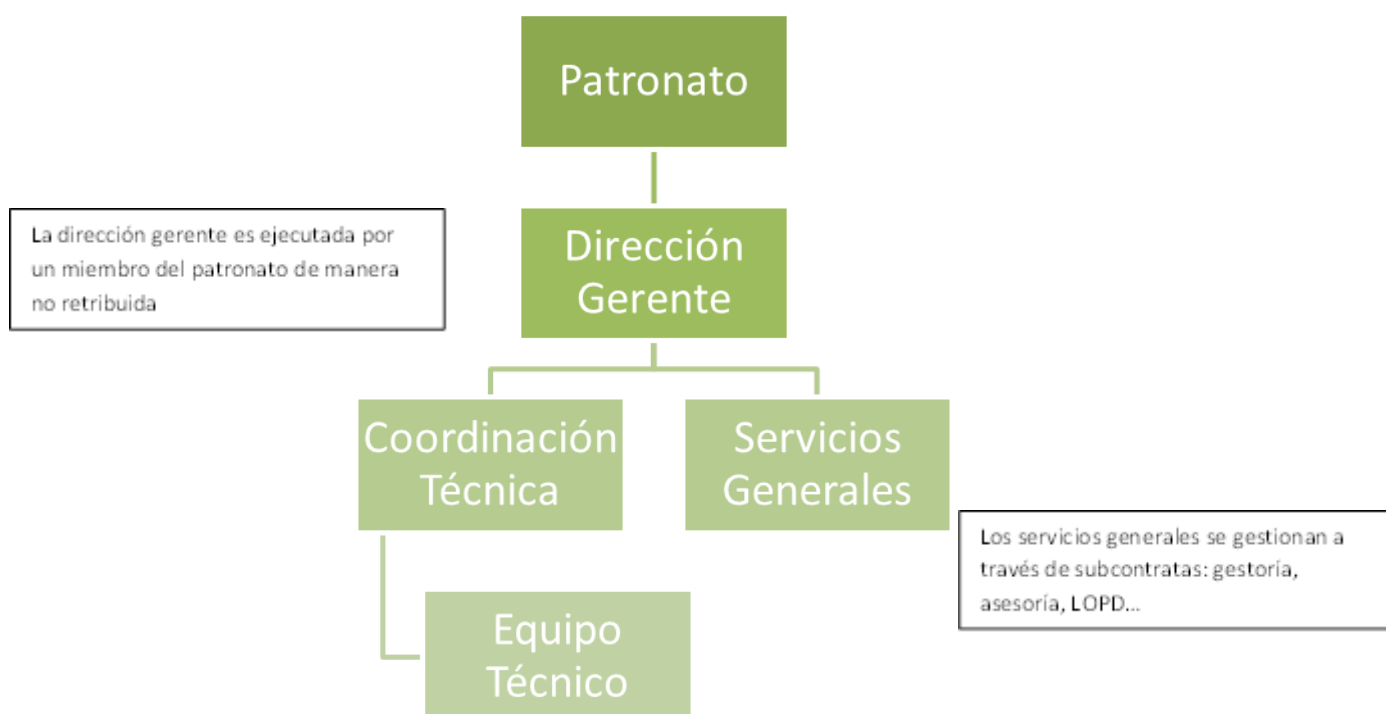 Patronato
La dirección gerente es ejecutada por
un miembro del patronato de manera
no retribuida
Dirección
Gerente
Coordinación
Técnica
Servicios
Generales
Los servicios generales se gestionan a
través de subcontratas: gestoría,
asesoría, LOPD...
Equipo
Técnico